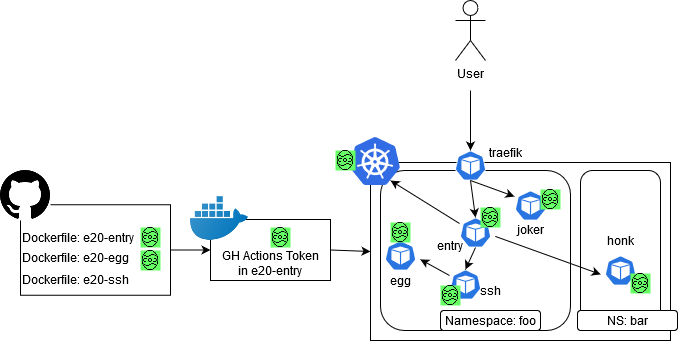 User
traefik
joker
honk
entry
egg
ssh
Namespace: foo
NS: bar
Dockerfile: e20-entry
Dockerfile: e20-egg
Dockerfile: e20-ssh
GH Actions Token
in e20-entry